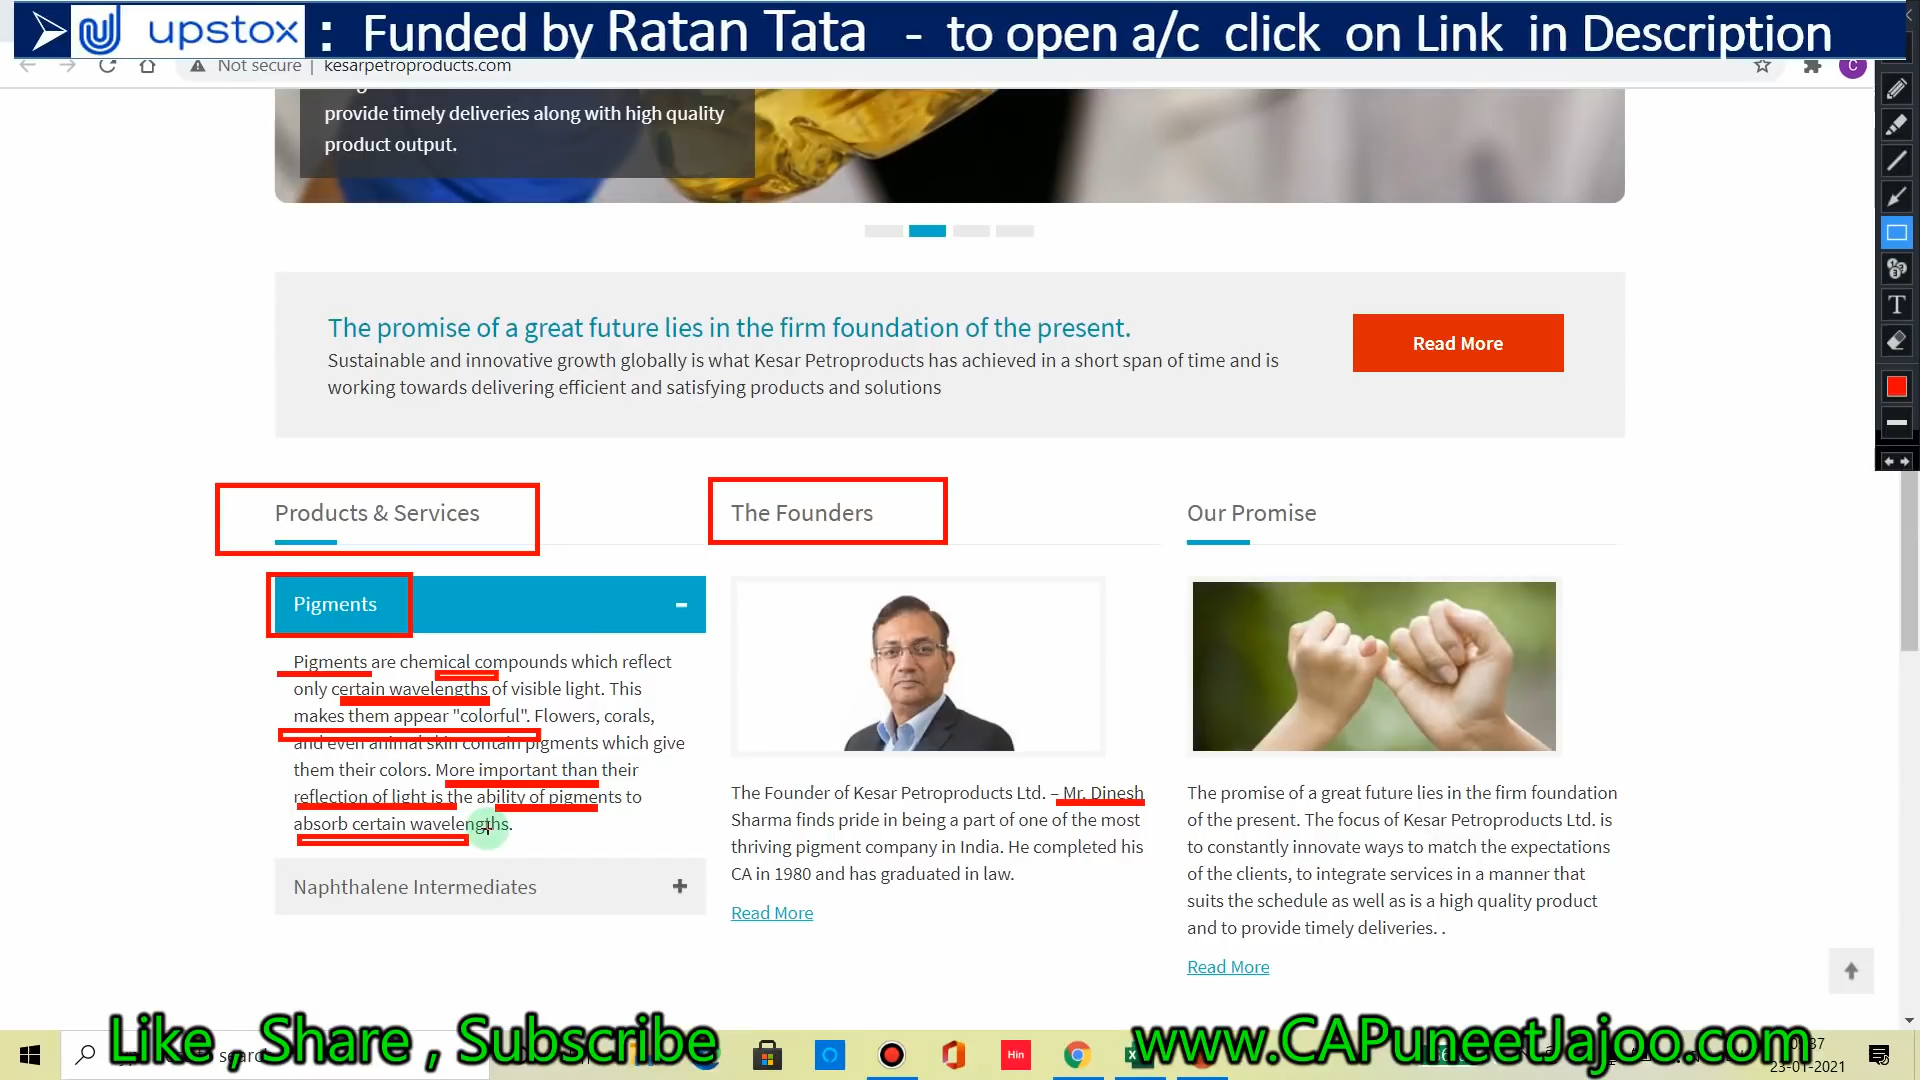 upstox : Funded by Ratan Tata - to open a/c click on Link in Description
Not secure kesarpetroproducts.com
C
provide timely deliveries along with high quality
product output.
The promise of a great future lies in the firm foundation of the present.
Sustainable and innovative growth globally is what Kesar Petroproducts has achieved in a short span of time and is
working towards delivering efficient and satisfying products and solutions
Read More
Products & Services
Pigments
Pigments are chemical compounds which reflect
only certain wavelengths of visible light. This
makes them appear "colorful". Flowers, corals,
and even animal skin contain pigments which give
them their colors. More important than their
reflection of light is the ability of pigments to
absorb certain wavelengths.
Naphthalene Intermediates
The Founders
The Founder of Kesar Petroproducts Ltd. – Mr. Dinesh
Sharma finds pride in being a part of one of the most
thriving pigment company in India. He completed his
CA in 1980 and has graduated in law.
Read More
Our Promise
The promise of a great future lies in the firm foundation
of the present. The focus of Kesar Petroproducts Ltd. is
to constantly innovate ways to match the expectations
of the clients, to integrate services in a manner that
suits the schedule as well as is a high quality product
and to provide timely deliveries. .
Read More
T
Like , Share , Subscribe
www.CAPuneetJajoo.com
Hin
23-01-2021